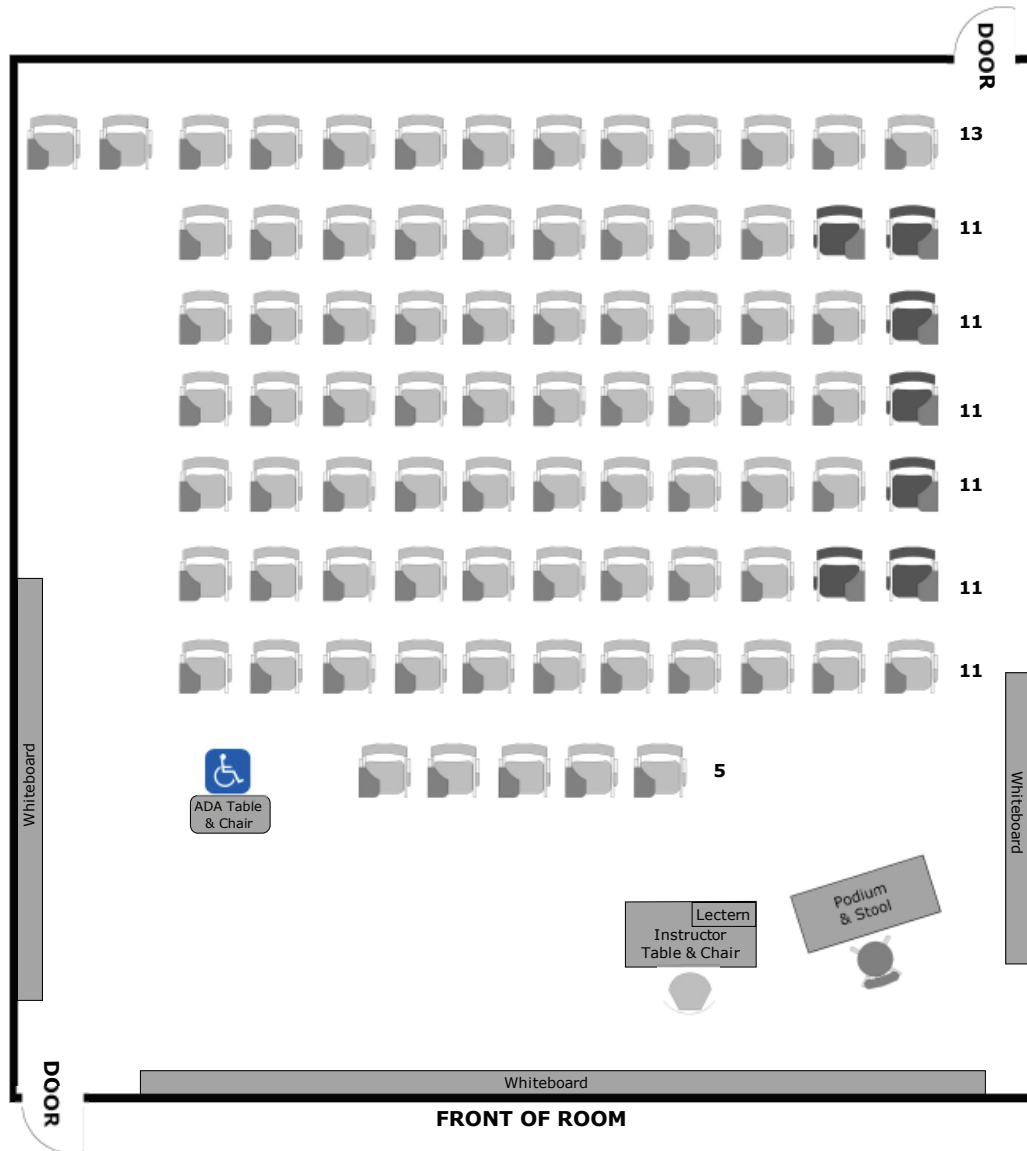 DOOR
13
11
11
11
11
11
11
5
ADA Table
& Chair
Whiteboard
Whiteboard
Podium
& Stool
Lectern
Instructor
Table & Chair
DOOR
Whiteboard
FRONT OF ROOM